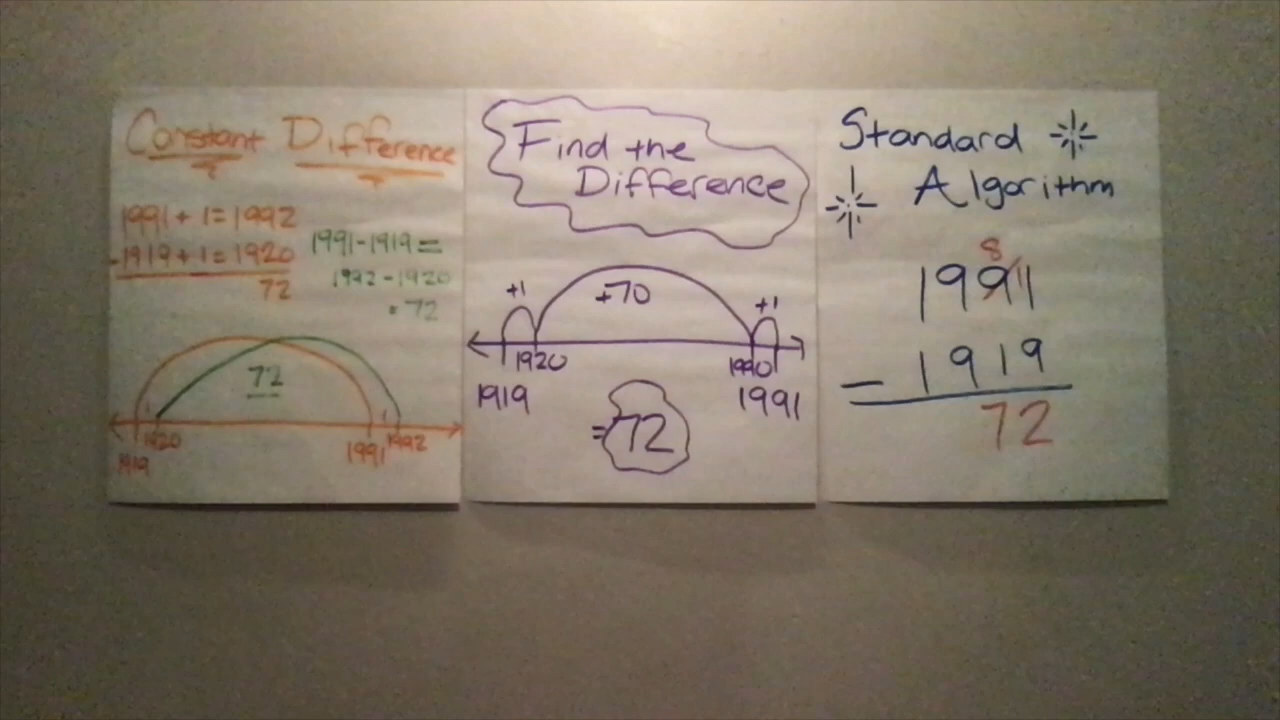 Constant Difference
1991 + 1 = 1992
- 1919 + 1 = 1920
72
1991 - 1919 =
1992 - 1920
= 72
72
1920
1991
1992
1919
Find the
Difference
+1
+70
+1
1920
1990
1919
1991
= 72
Standard
Algorithm
8
1991
- 1919
72